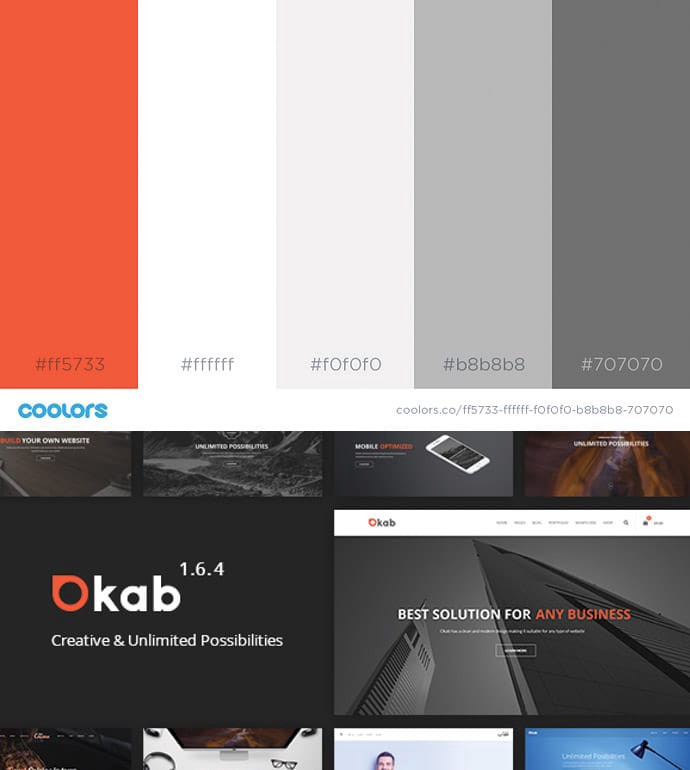 #ff5733
#ffffff
#f0f0f0
#b8b8b8
#707070
COOLORS
coolors.co/ff5733-ffffff-f0f0f0-b8b8b8-707070
BUILD YOUR OWN WEBSITE
UNLIMITED POSSIBILITIES
MOBILE OPTIMIZED
UNLIMITED POSSIBILITIES
Okab
HOME PAGES BLOG PORTFOLIO SHORTCODE SHOP
Okab 1.6.4
Creative & Unlimited Possibilities
BEST SOLUTION FOR ANY BUSINESS
Okab has a clean and modern design making it suitable for any type of website
LEARN MORE
Unlimited Posibilities